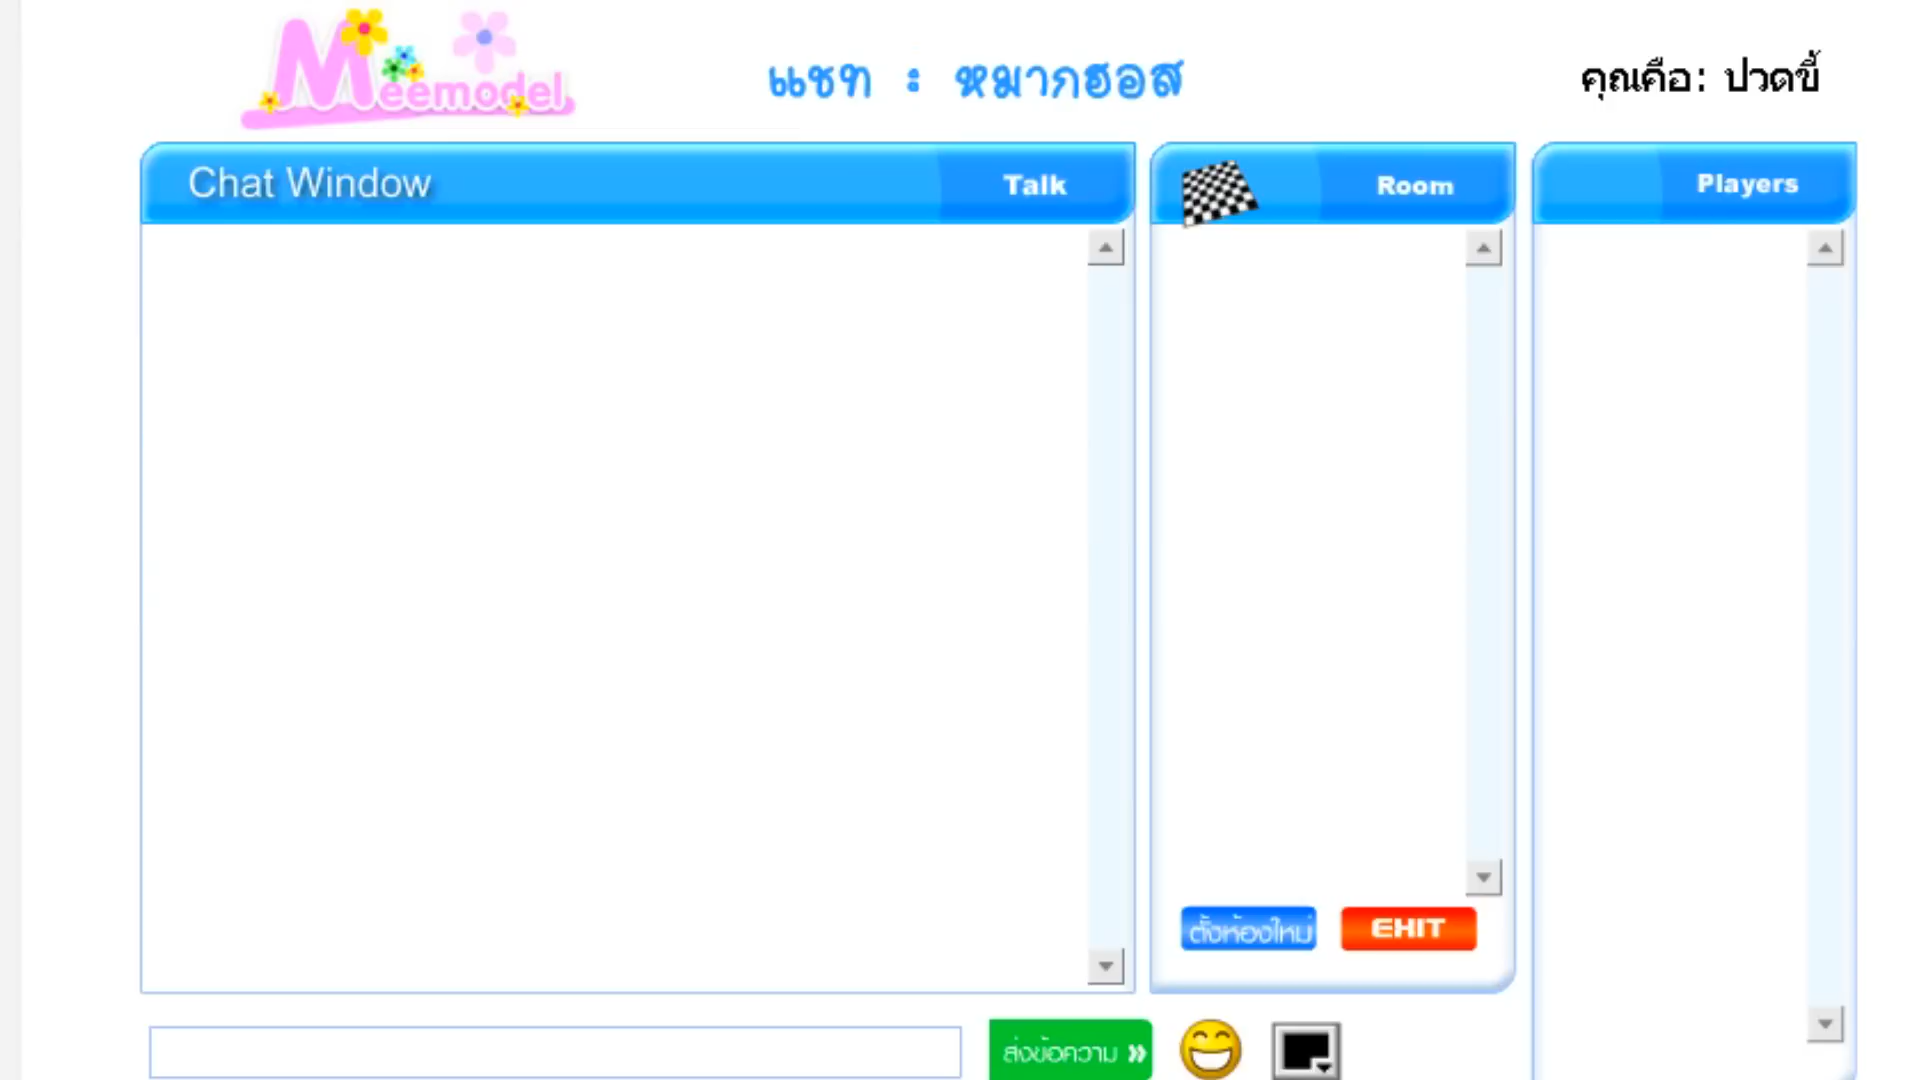 Meemodel
แชท : หมากฮอส
คุณคือ: ปวดขี้
Chat Window
Talk
Room
Players
ตั้งห้องใหม่
EXIT
ส่งข้อความ »